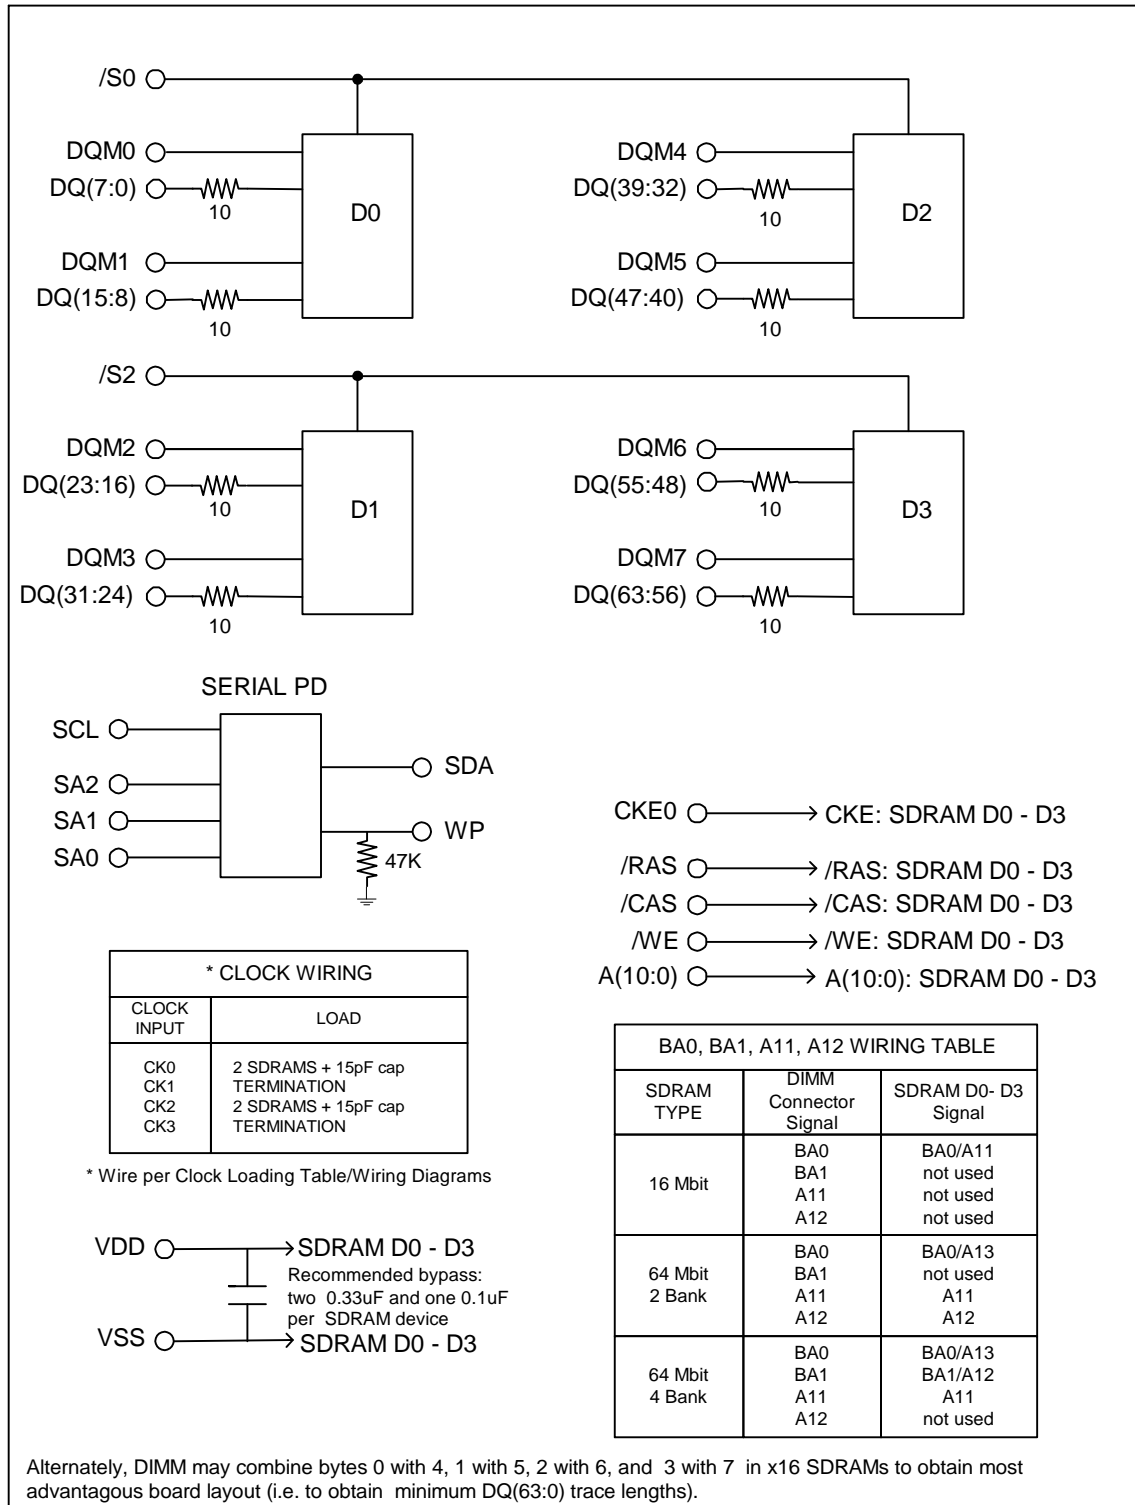 /S0
DQM0
DQ(7:0)
10
D0
DQM1
DQ(15:8)
10
DQM4
DQ(39:32)
10
D2
DQM5
DQ(47:40)
10
/S2
DQM2
DQ(23:16)
10
D1
DQM3
DQ(31:24)
10
DQM6
DQ(55:48)
10
D3
DQM7
DQ(63:56)
10
SERIAL PD
SCL
SA2
SA1
SA0
SDA
WP
47K
CKE0 CKE: SDRAM D0 - D3
/RAS /RAS: SDRAM D0 - D3
/CAS /CAS: SDRAM D0 - D3
/WE /WE: SDRAM D0 - D3
A(10:0) A(10:0): SDRAM D0 - D3
* CLOCK WIRING
CLOCK INPUT LOAD
CK0 2 SDRAMS + 15pF cap
CK1 TERMINATION
CK2 2 SDRAMS + 15pF cap
CK3 TERMINATION
* Wire per Clock Loading Table/Wiring Diagrams
VDD SDRAM D0 - D3
Recommended bypass:
two 0.33uF and one 0.1uF
per SDRAM device
VSS SDRAM D0 - D3
BA0, BA1, A11, A12 WIRING TABLE
SDRAM TYPE DIMM Connector Signal SDRAM D0- D3 Signal
16 Mbit
BA0 BA0/A11
BA1 not used
A11 not used
A12 not used
64 Mbit
2 Bank
BA0 BA0/A13
BA1 not used
A11 A11
A12 A12
64 Mbit
4 Bank
BA0 BA0/A13
BA1 BA1/A12
A11 A11
A12 not used
Alternately, DIMM may combine bytes 0 with 4, 1 with 5, 2 with 6, and 3 with 7 in x16 SDRAMs to obtain most
advantagous board layout (i.e. to obtain minimum DQ(63:0) trace lengths).